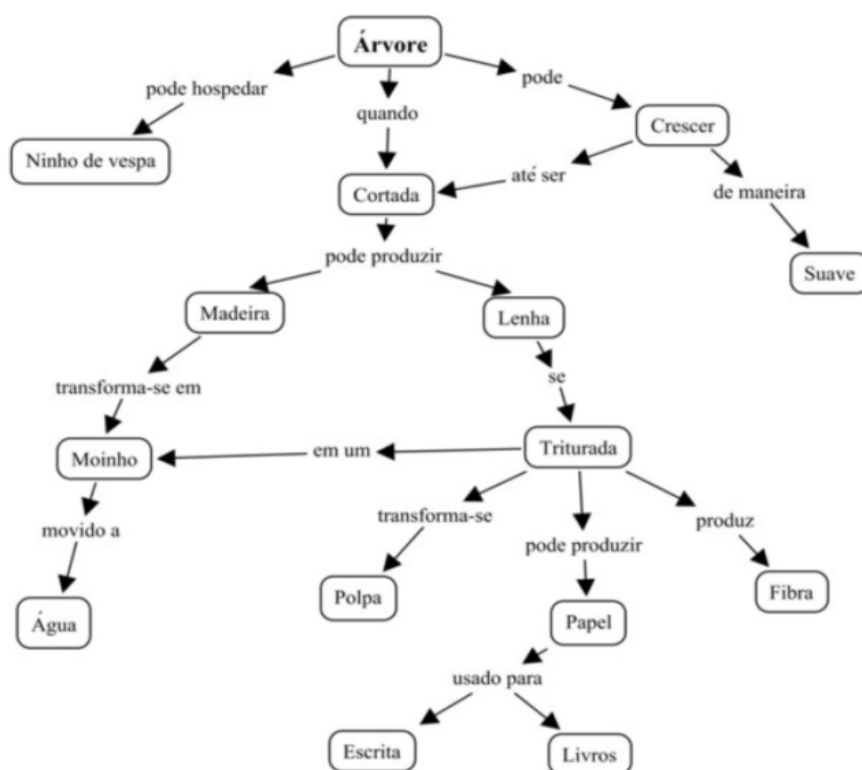 Árvore
pode hospedar
quando
pode
Ninho de vespa
Crescer
até ser
Cortada
de maneira
pode produzir
Suave
Madeira
Lenha
transforma-se em
se
Moinho
em um
Triturada
movido a
transforma-se
produz
pode produzir
Água
Polpa
Papel
Fibra
usado para
Escrita
Livros